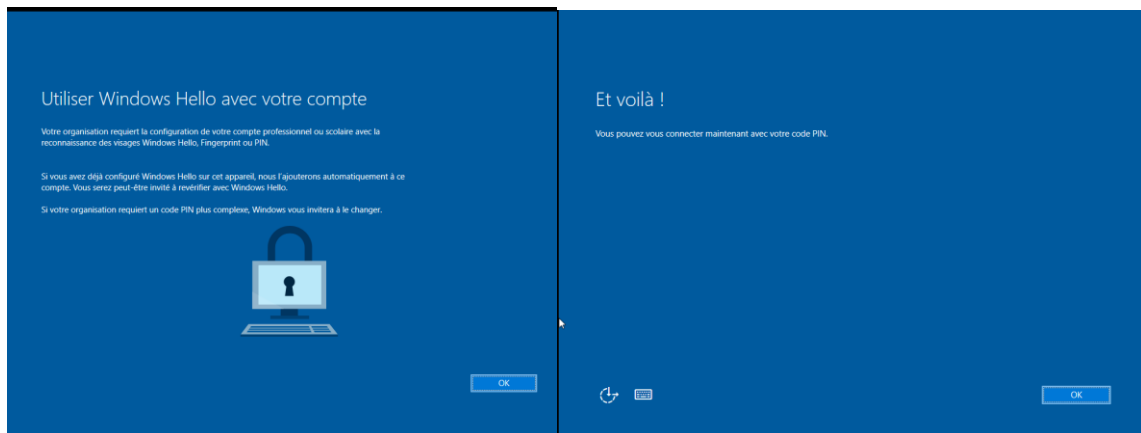 Utiliser Windows Hello avec votre compte
Votre organisation requiert la configuration de votre compte professionnel ou scolaire avec la
reconnaissance des visages Windows Hello, Fingerprint ou PIN.
Si vous avez déjà configuré Windows Hello sur cet appareil, nous l'ajouterons automatiquement à ce
compte. Vous serez peut-être invité à revérifier avec Windows Hello.
Si votre organisation requiert un code PIN plus complexe, Windows vous invitera à le changer.
OK
Et voilà !
Vous pouvez vous connecter maintenant avec votre code PIN.
OK